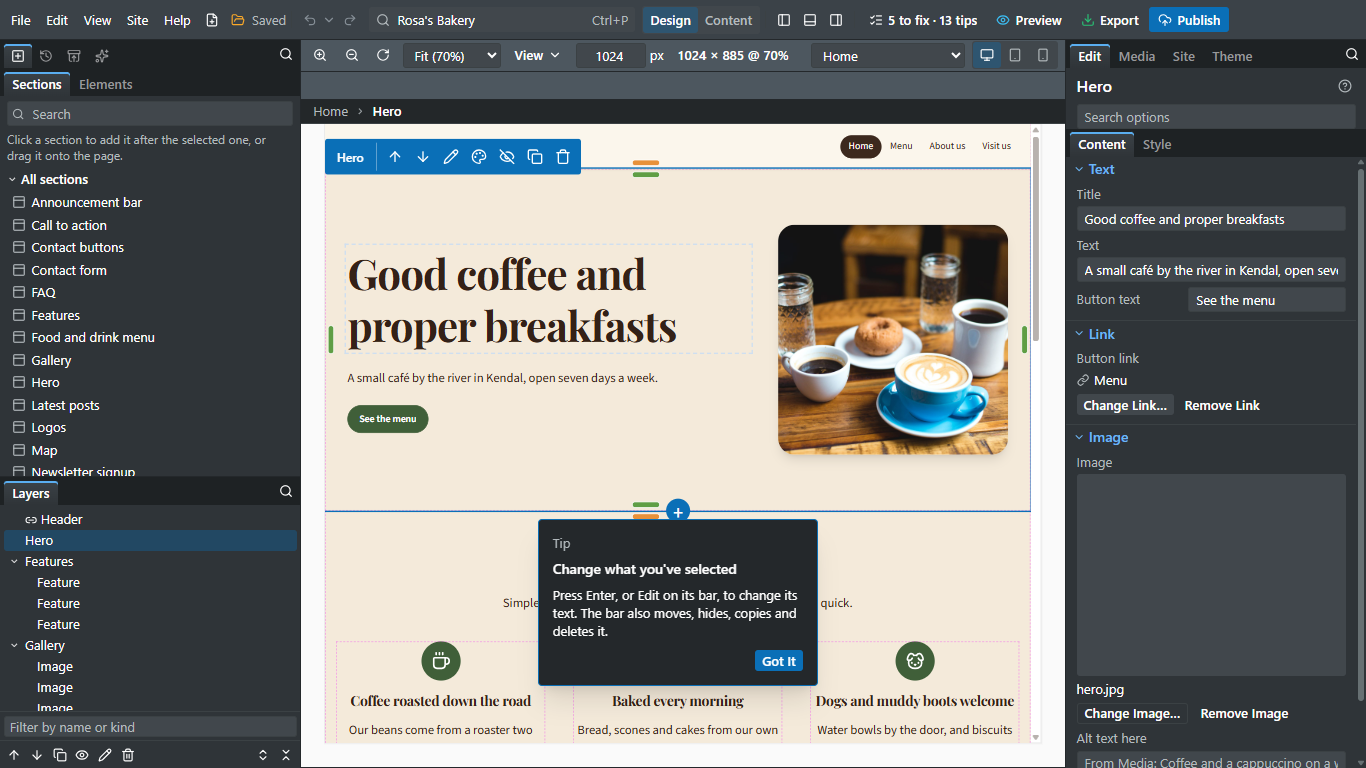 File Edit View Site Help Saved Rosa's Bakery Ctrl+P Design Content 5 to fix · 13 tips Preview Export Publish
Fit (70%) View 1024 px 1024 × 885 @ 70% Home
Sections Elements
Search
Click a section to add it after the selected one, or
drag it onto the page.
All sections
Announcement bar
Call to action
Contact buttons
Contact form
FAQ
Features
Food and drink menu
Gallery
Hero
Latest posts
Logos
Map
Newsletter signup
Layers
Header
Hero
Features
Feature
Feature
Feature
Gallery
Image
Image
Image
Filter by name or kind
Home › Hero
Hero
Home Menu About us Visit us
Good coffee and
proper breakfasts
A small café by the river in Kendal, open seven days a week.
See the menu
Simple
quick.
Tip
Change what you've selected
Press Enter, or Edit on its bar, to change its
text. The bar also moves, hides, copies and
deletes it.
Got It
Coffee roasted down the road
Our beans come from a roaster two
Baked every morning
Bread, scones and cakes from our own
Dogs and muddy boots welcome
Water bowls by the door, and biscuits
Edit Media Site Theme
Hero
Search options
Content Style
Text
Title
Good coffee and proper breakfasts
Text
A small café by the river in Kendal, open seve
Button text See the menu
Link
Button link
Menu
Change Link... Remove Link
Image
Image
hero.jpg
Change Image... Remove Image
Alt text here
From Media: Coffee and a cappuccino on a w